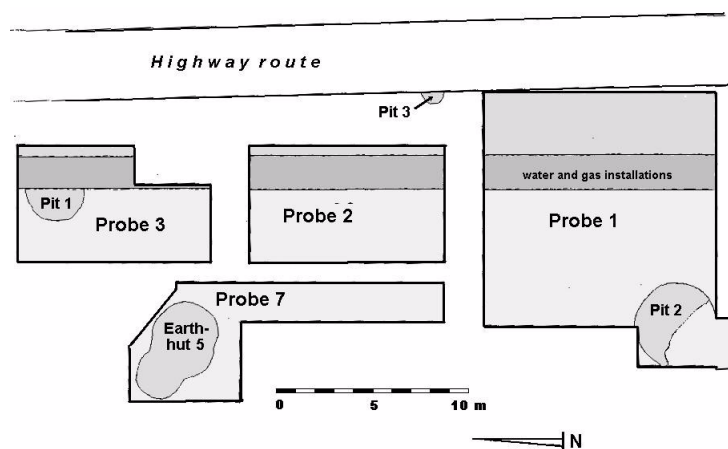 Highway route
Pit 3
water and gas installations
Pit 1
Probe 3
Probe 2
Probe 1
Probe 7
Pit 2
Earth-
hut 5
0 5 10 m
N